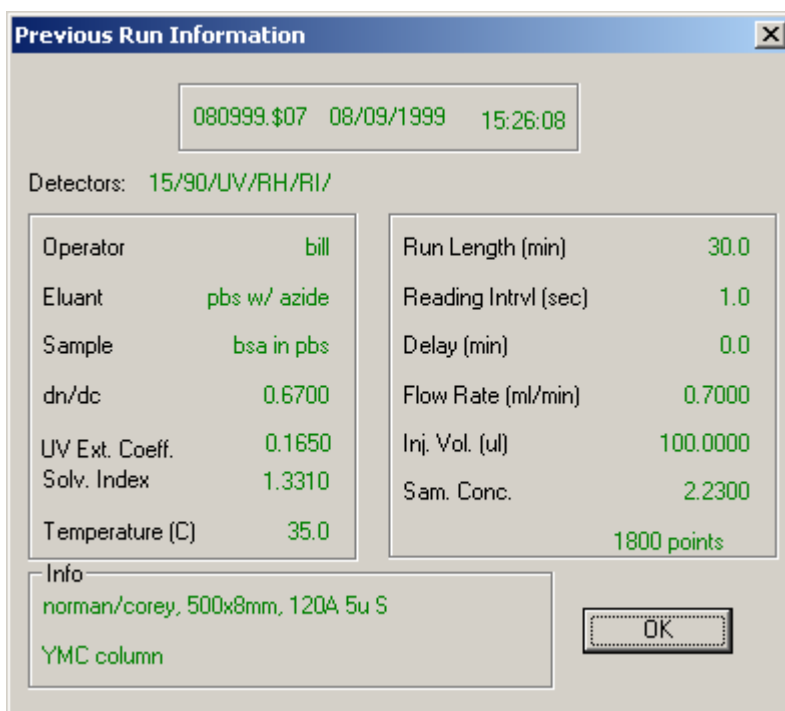 Previous Run Information
080999.$07 08/09/1999 15:26:08
Detectors: 15/90/UV/RH/RI/
Operator bill
Eluant pbs w/ azide
Sample bsa in pbs
dn/dc 0.6700
UV Ext. Coeff. 0.1650
Solv. Index 1.3310
Temperature (C) 35.0
Run Length (min) 30.0
Reading Intrvl (sec) 1.0
Delay (min) 0.0
Flow Rate (ml/min) 0.7000
Inj. Vol. (ul) 100.0000
Sam. Conc. 2.2300
1800 points
Info
norman/corey, 500x8mm, 120A 5u S
YMC column
OK